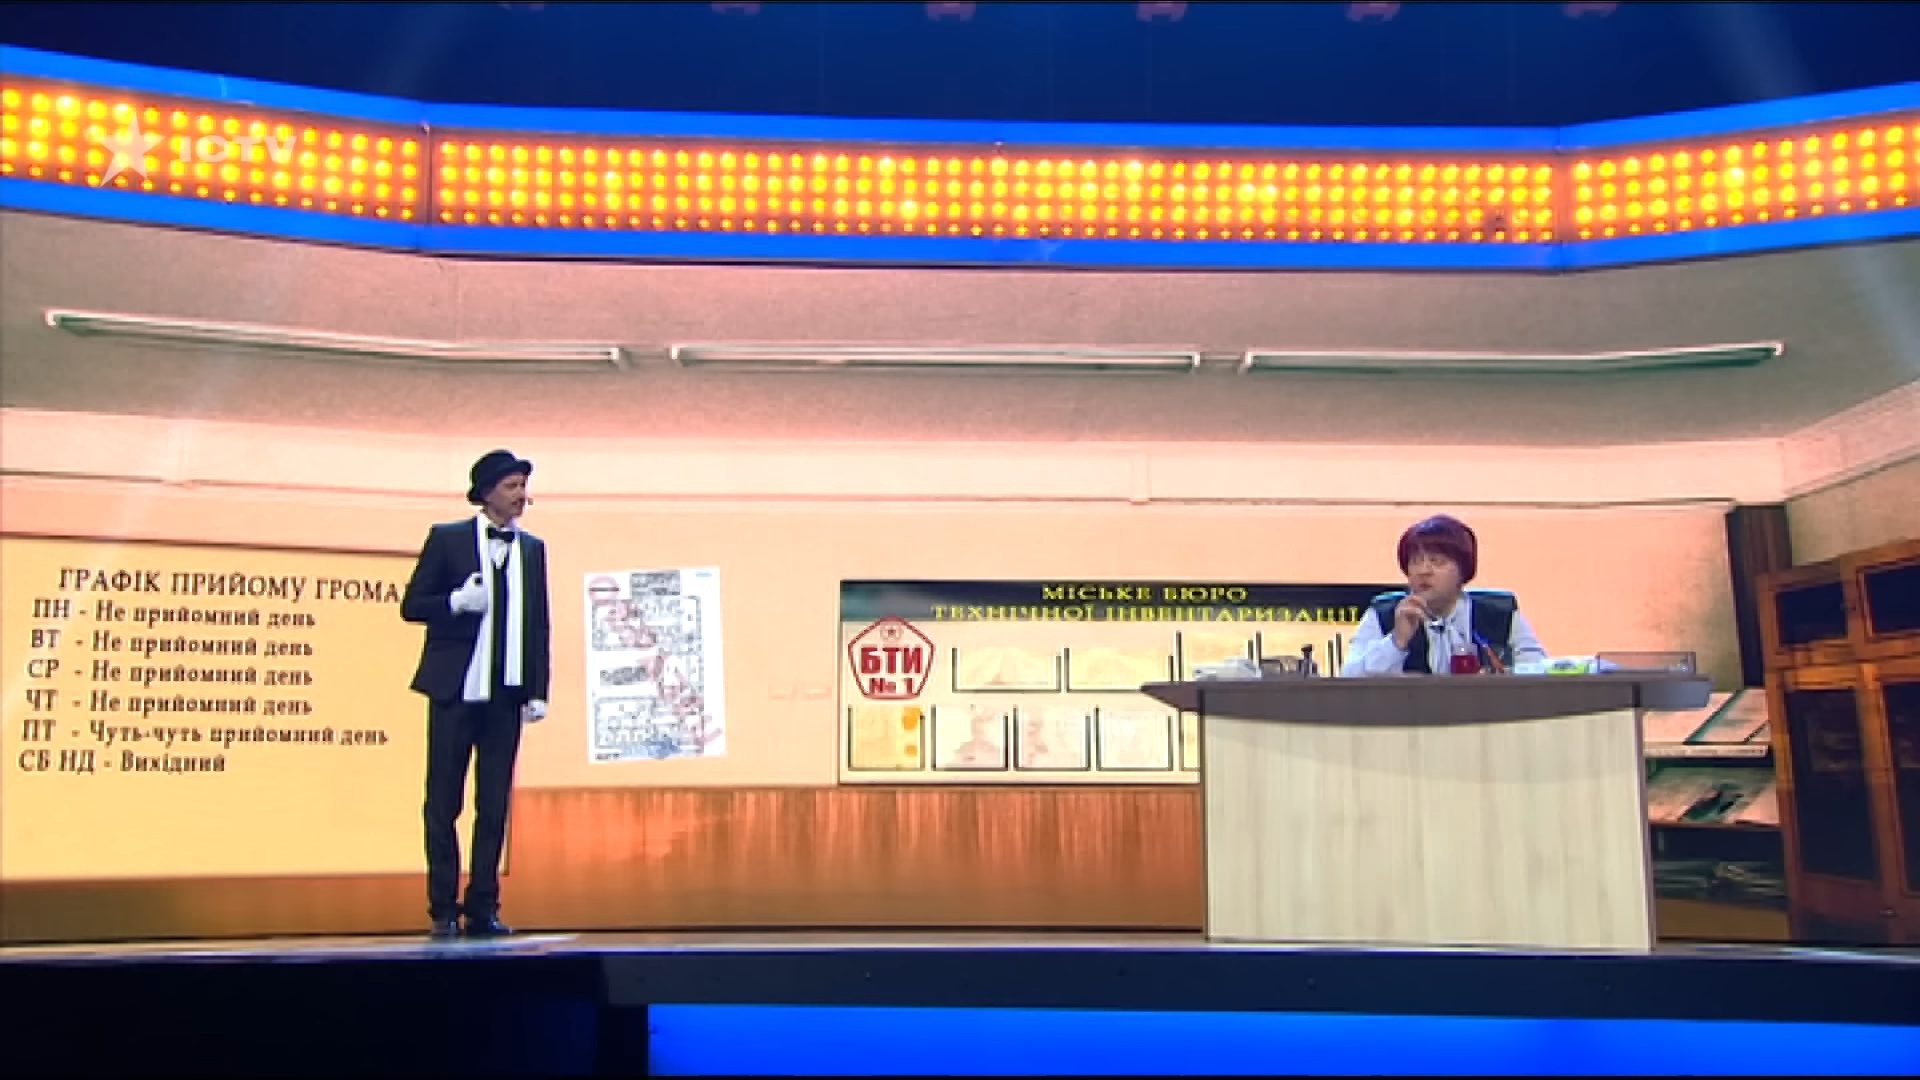 ICTV
ГРАФІК ПРИЙОМУ ГРОМА
ПН - Не прийомний день
ВТ - Не прийомний день
СР - Не прийомний день
ЧТ - Не прийомний день
ПТ - Чуть-чуть прийомний день
СБ НД - Вихідний
МІСЬКЕ БЮРО
ТЕХНІЧНОЇ ІНВЕНТАРИЗАЦІЇ
БТИ
№ 1